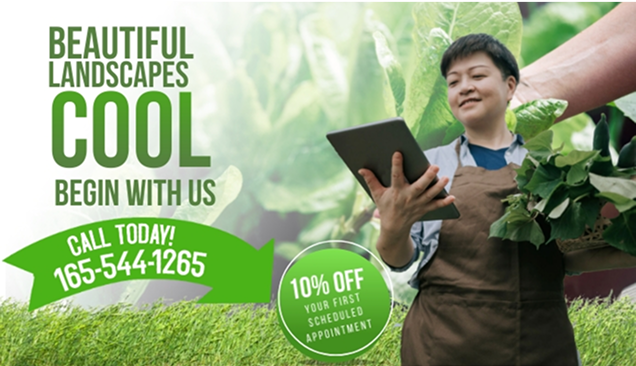 BEAUTIFUL
LANDSCAPES
COOL
BEGIN WITH US
CALL TODAY!
165-544-1265
10% OFF
YOUR FIRST
SCHEDULED
APPOINTMENT